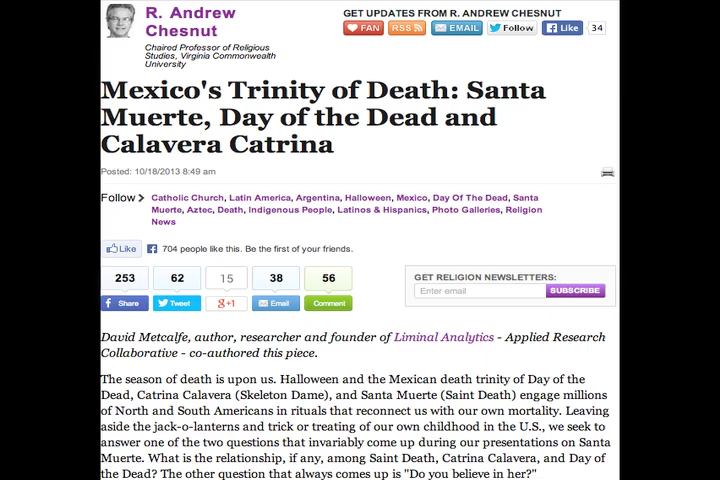 R. Andrew
Chesnut
Chaired Professor of Religious
Studies, Virginia Commonwealth
University
GET UPDATES FROM R. ANDREW CHESNUT
FAN RSS EMAIL Follow Like 34
Mexico's Trinity of Death: Santa
Muerte, Day of the Dead and
Calavera Catrina
Posted: 10/18/2013 8:49 am
Follow Catholic Church, Latin America, Argentina, Halloween, Mexico, Day Of The Dead, Santa
Muerte, Aztec, Death, Indigenous People, Latinos & Hispanics, Photo Galleries, Religion
News
Like 704 people like this. Be the first of your friends.
253 62 15 38 56
Share Tweet g+1 Email Comment
GET RELIGION NEWSLETTERS:
Enter email SUBSCRIBE
David Metcalfe, author, researcher and founder of Liminal Analytics - Applied Research
Collaborative - co-authored this piece.
The season of death is upon us. Halloween and the Mexican death trinity of Day of the
Dead, Catrina Calavera (Skeleton Dame), and Santa Muerte (Saint Death) engage millions
of North and South Americans in rituals that reconnect us with our own mortality. Leaving
aside the jack-o-lanterns and trick or treating of our own childhood in the U.S., we seek to
answer one of the two questions that invariably come up during our presentations on Santa
Muerte. What is the relationship, if any, among Saint Death, Catrina Calavera, and Day of
the Dead? The other question that always comes up is "Do you believe in her?"